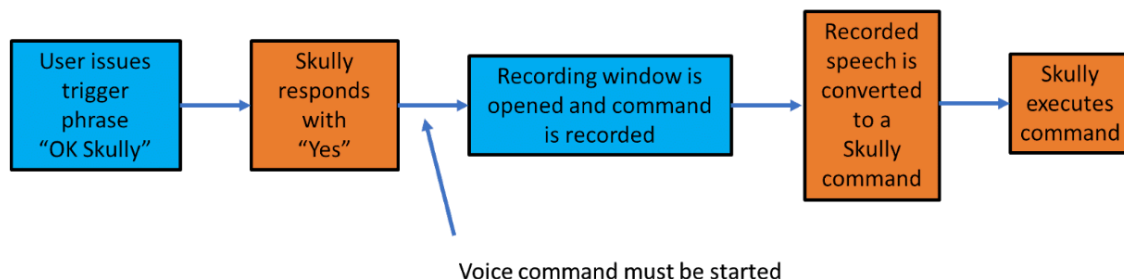 User issues
trigger
phrase
“OK Skully”
Skully
responds
with
“Yes”
Recording window is
opened and command
is recorded
Recorded
speech is
converted
to a
Skully
command
Skully
executes
command
Voice command must be started